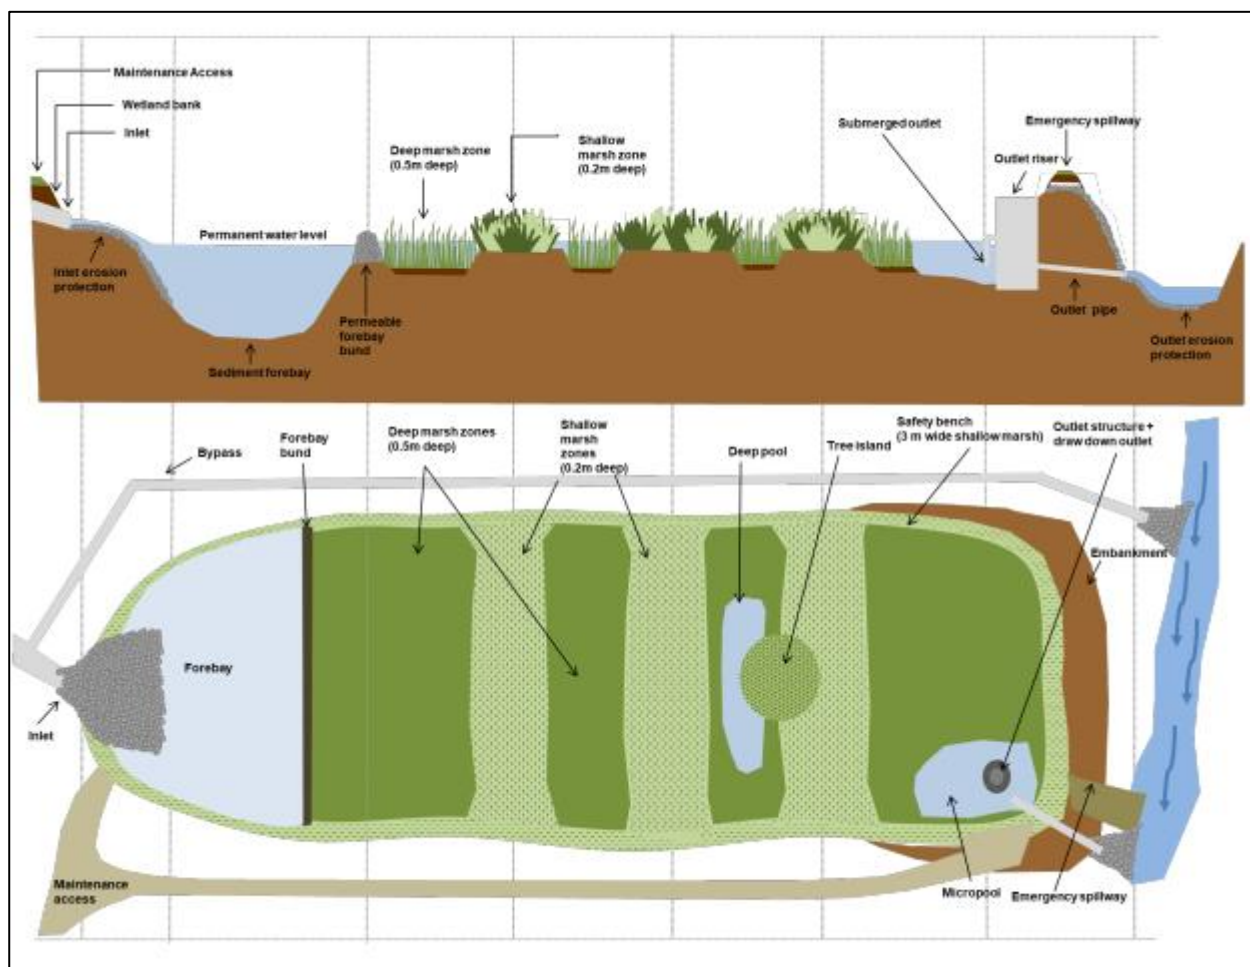 Maintenance Access
Wetland bank
Inlet
Deep marsh zone
(0.5m deep)
Shallow
marsh zone
(0.2m deep)
Submerged outlet
Emergency spillway
Outlet riser
Permanent water level
Inlet erosion
protection
Sediment forebay
Permeable
forebay
bund
Outlet pipe
Outlet erosion
protection
Bypass
Forebay
bund
Deep marsh zones
(0.5m deep)
Shallow
marsh
zones
(0.2m deep)
Deep pool
Tree island
Safety bench
(3 m wide shallow marsh)
Outlet structure +
draw down outlet
Embankment
Forebay
Inlet
Maintenance
access
Micropool
Emergency spillway